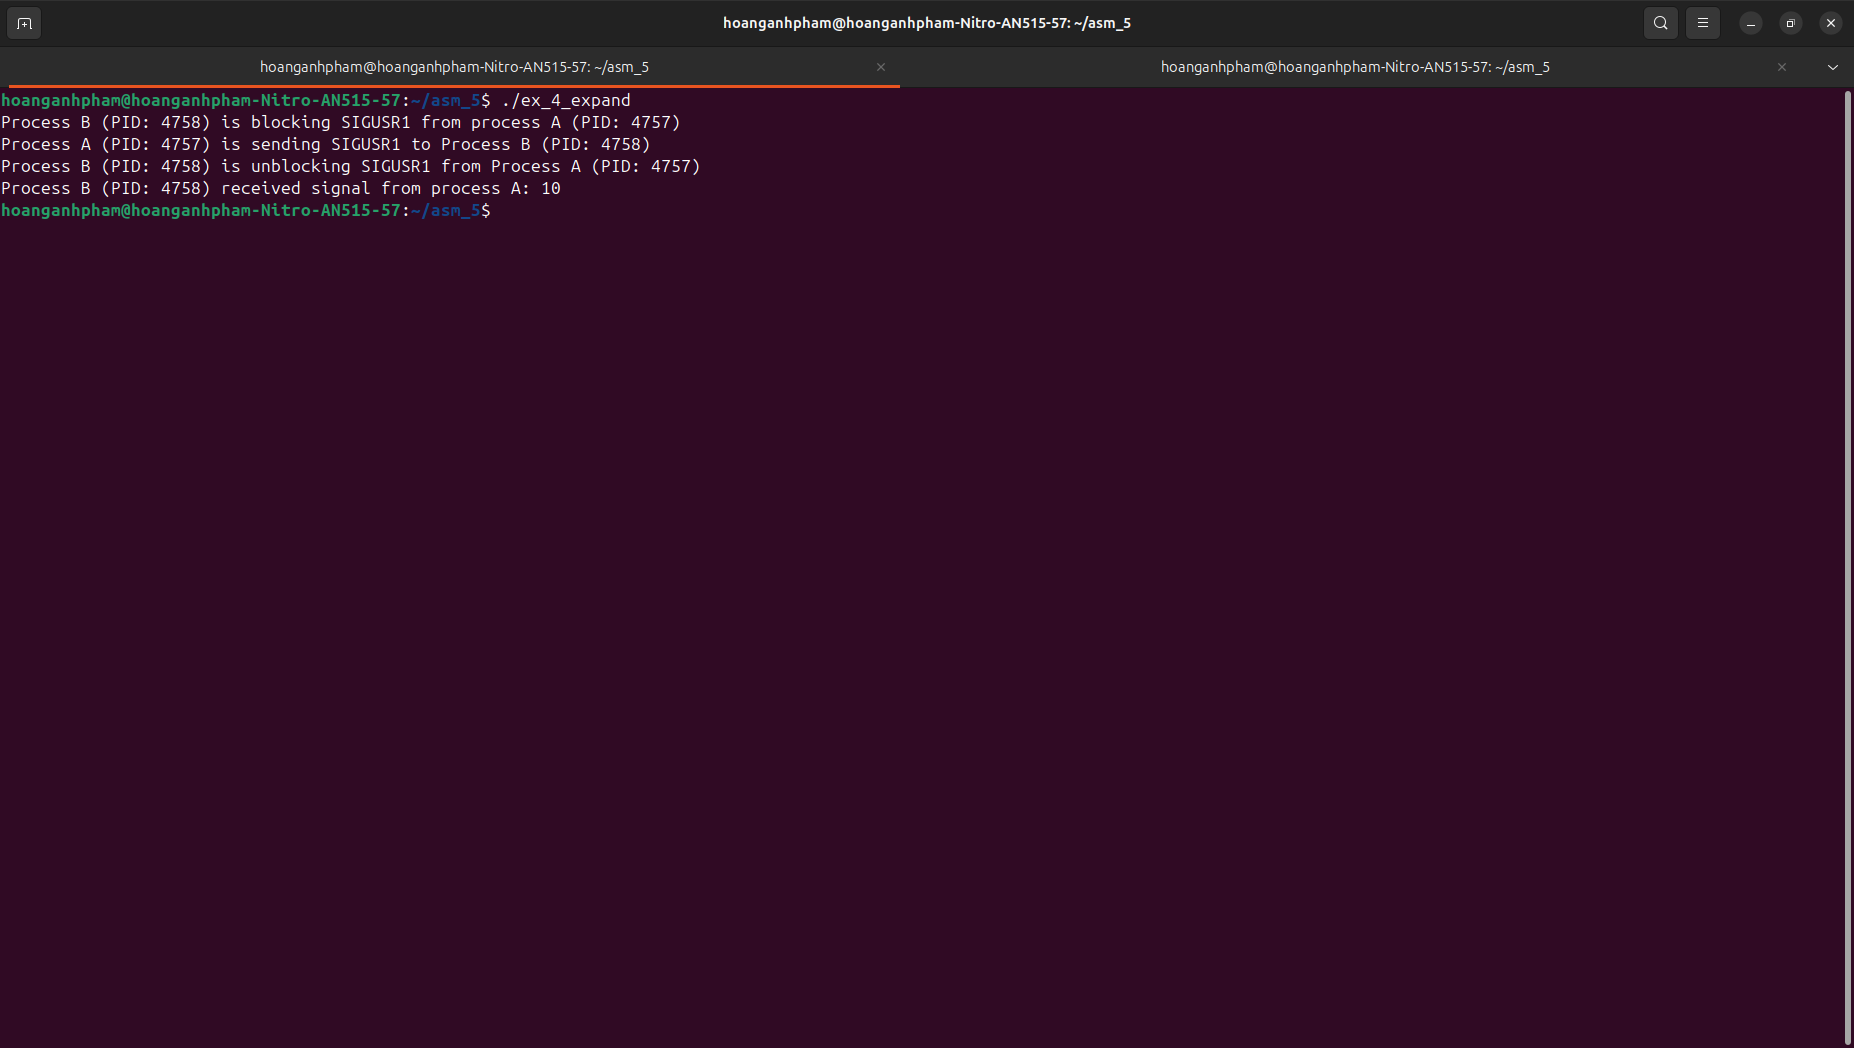 hoanganhpham@hoanganhpham-Nitro-AN515-57: ~/asm_5
hoanganhpham@hoanganhpham-Nitro-AN515-57: ~/asm_5
hoanganhpham@hoanganhpham-Nitro-AN515-57: ~/asm_5
hoanganhpham@hoanganhpham-Nitro-AN515-57:~/asm_5$ ./ex_4_expand
Process B (PID: 4758) is blocking SIGUSR1 from process A (PID: 4757)
Process A (PID: 4757) is sending SIGUSR1 to Process B (PID: 4758)
Process B (PID: 4758) is unblocking SIGUSR1 from Process A (PID: 4757)
Process B (PID: 4758) received signal from process A: 10
hoanganhpham@hoanganhpham-Nitro-AN515-57:~/asm_5$